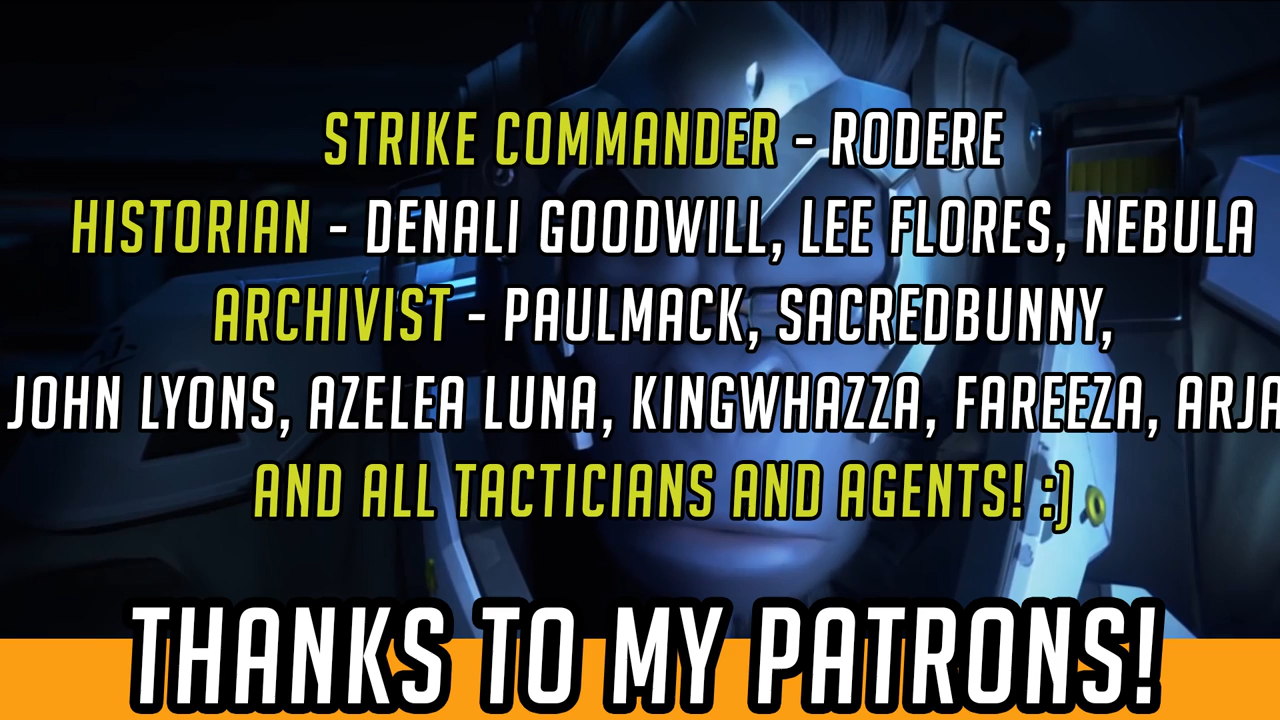 STRIKE COMMANDER - RODERE
HISTORIAN - DENALI GOODWILL, LEE FLORES, NEBULA
ARCHIVIST - PAULMACK, SACREDBUNNY,
JOHN LYONS, AZELEA LUNA, KINGWHAZZA, FAREEZA, ARJA
AND ALL TACTICIANS AND AGENTS! :)
THANKS TO MY PATRONS!